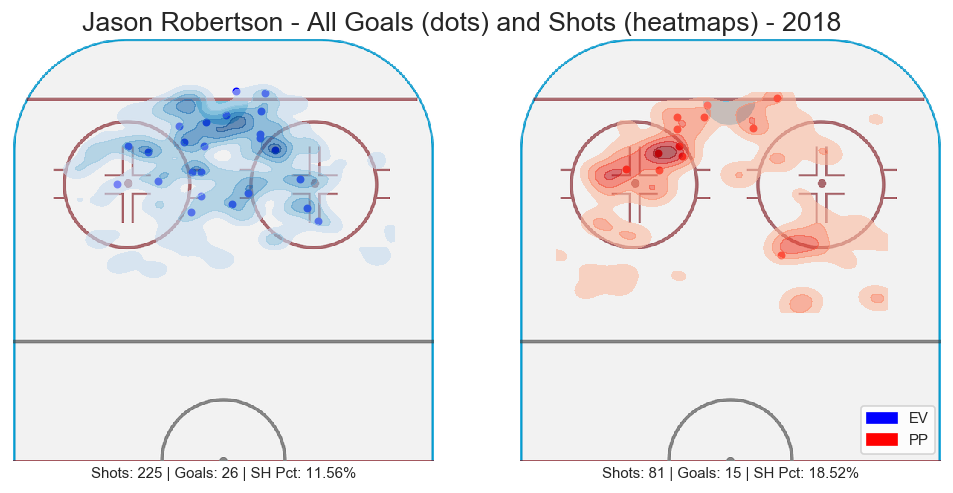 Jason Robertson - All Goals (dots) and Shots (heatmaps) - 2018
EV
PP
Shots: 225 | Goals: 26 | SH Pct: 11.56%
Shots: 81 | Goals: 15 | SH Pct: 18.52%